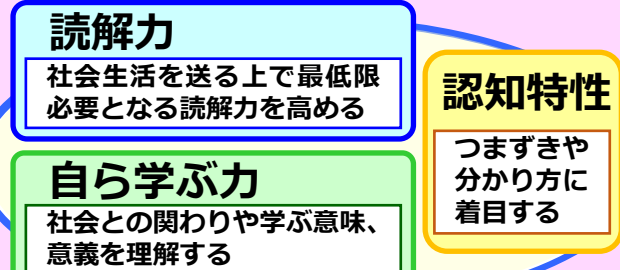 読解力
社会生活を送る上で最低限
必要となる読解力を高める
自ら学ぶ力
社会との関わりや学ぶ意味、
意義を理解する
認知特性
つまずきや
分かり方に
着目する